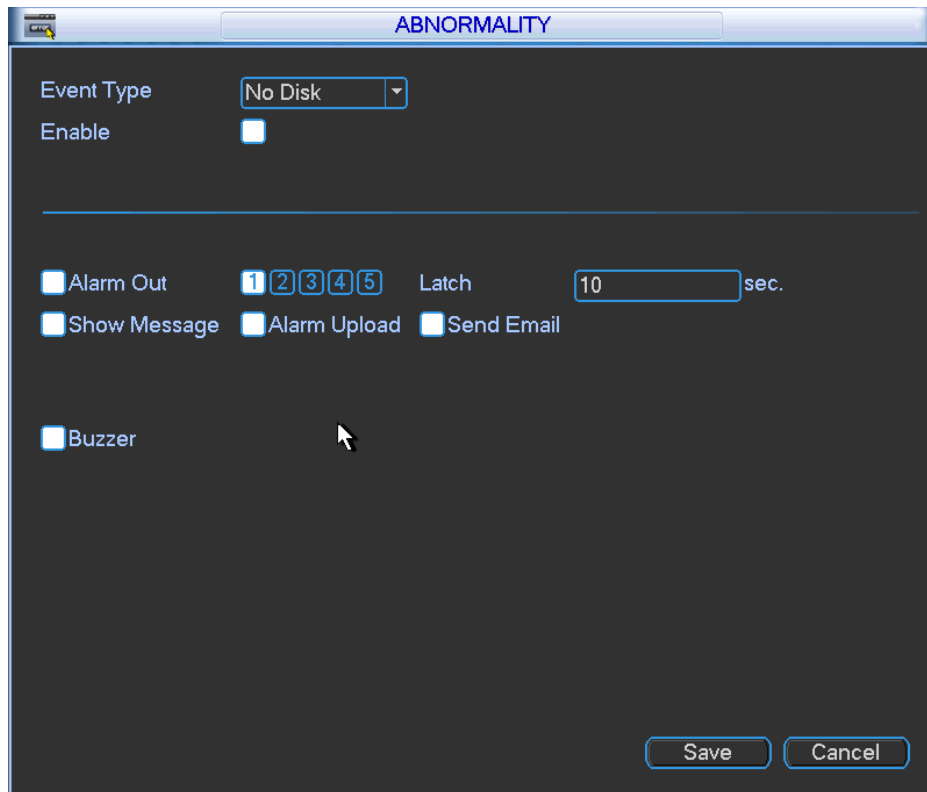 error
ABNORMALITY
Event Type No Disk
Enable
Alarm Out 1 2 3 4 5 Latch 10 sec.
Show Message Alarm Upload Send Email
Buzzer
Save Cancel